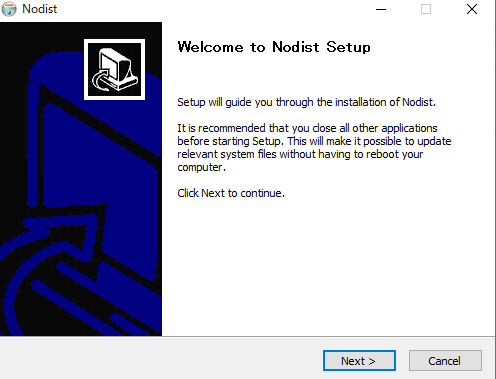 Nodist
Welcome to Nodist Setup
Setup will guide you through the installation of Nodist.
It is recommended that you close all other applications
before starting Setup. This will make it possible to update
relevant system files without having to reboot your
computer.
Click Next to continue.
Next >
Cancel